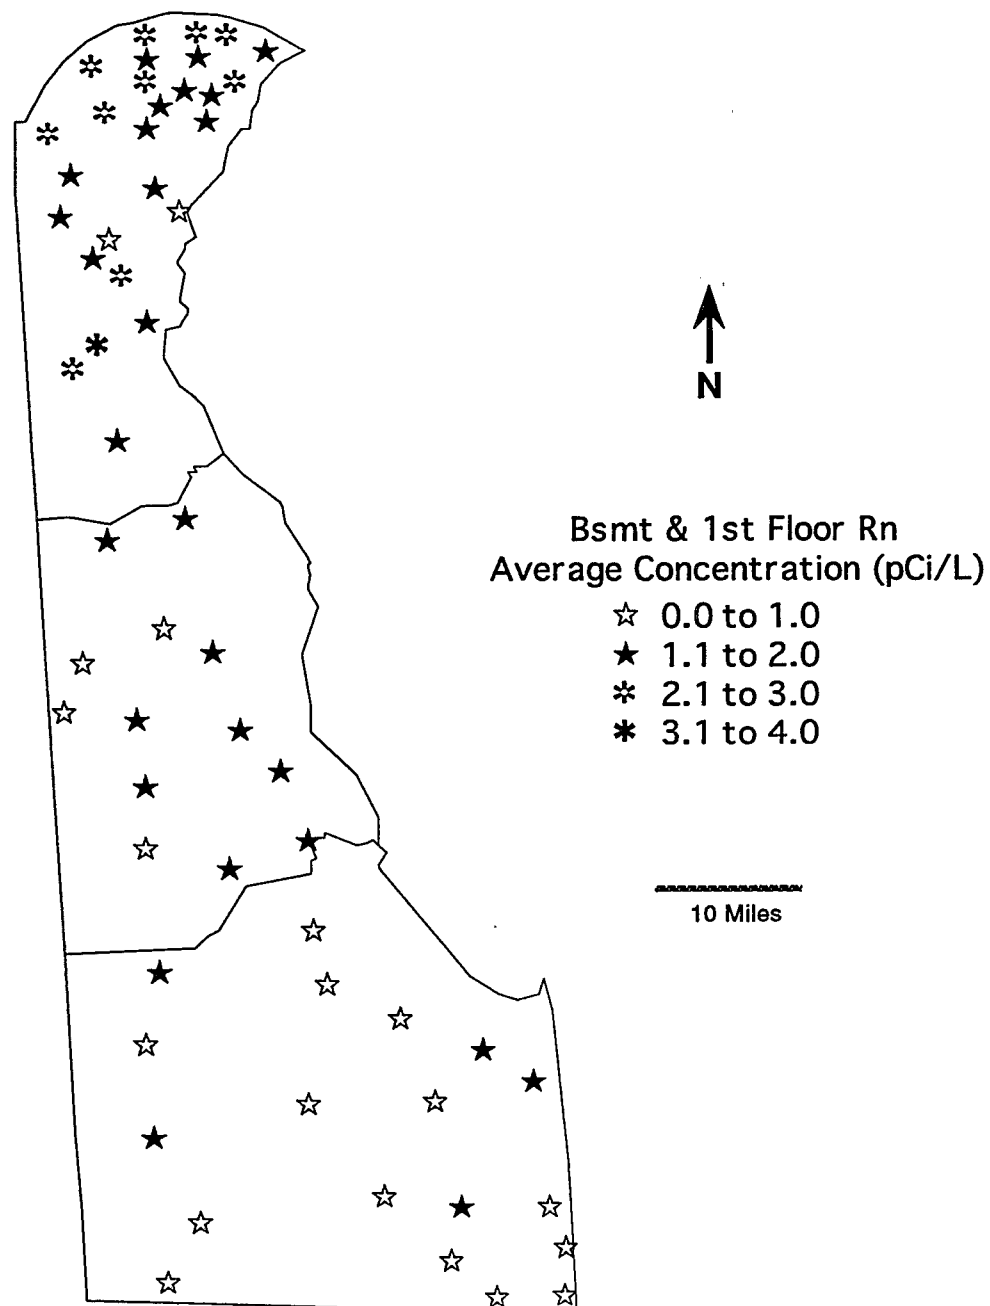 N
Bsmt & 1st Floor Rn
Average Concentration (pCi/L)
0.0 to 1.0
1.1 to 2.0
2.1 to 3.0
3.1 to 4.0
10 Miles